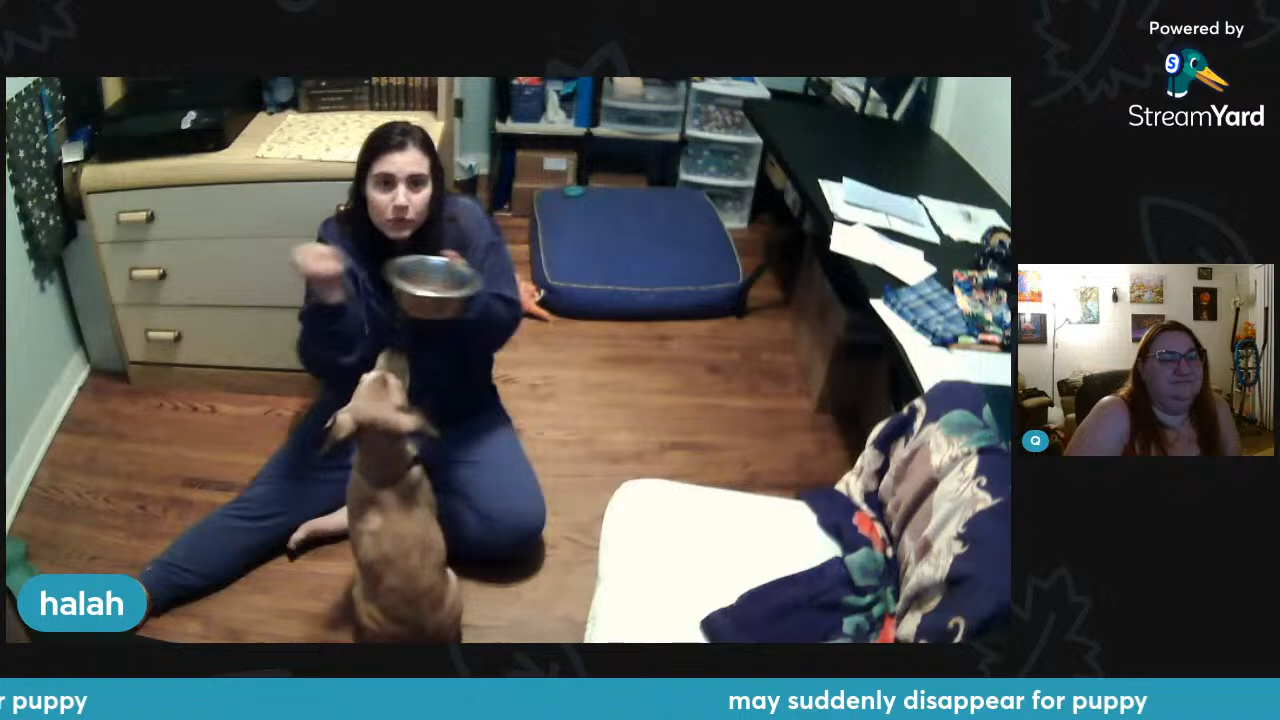 Powered by
S
StreamYard
Q
halah
r puppy
may suddenly disappear for puppy